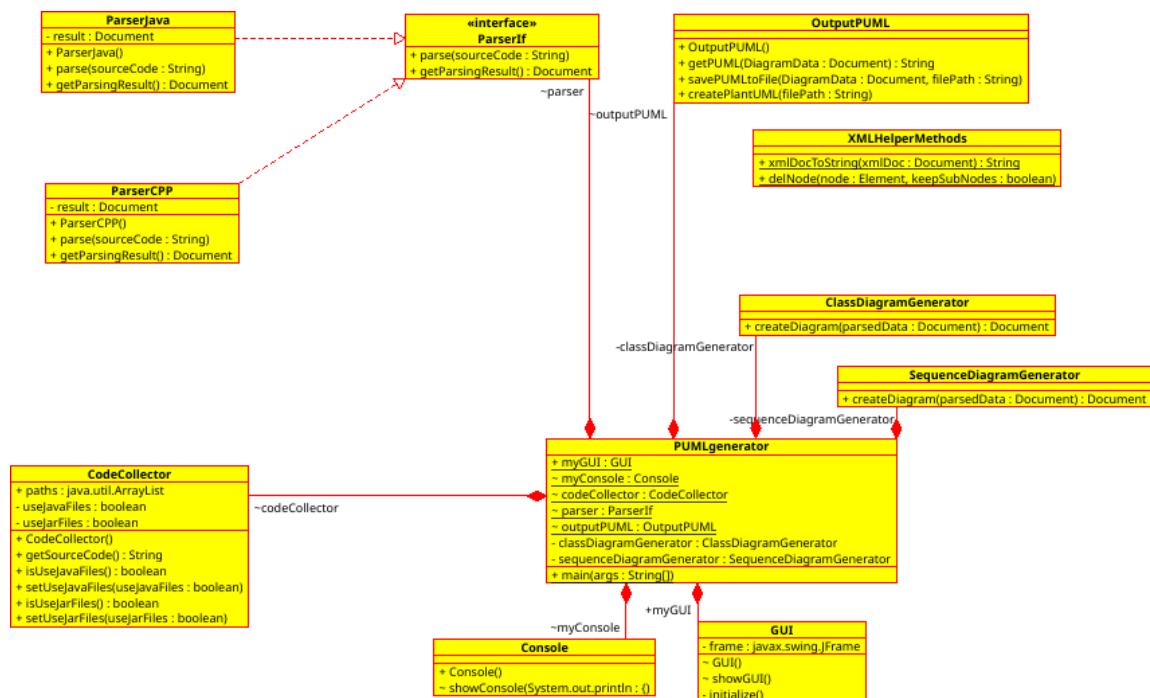 ParserJava
- result : Document
+ ParserJava()
+ parse(sourceCode : String)
+ getParsingResult() : Document
«interface»
ParserIf
+ parse(sourceCode : String)
+ getParsingResult() : Document
OutputPUML
+ OutputPUML()
+ getPUML(DiagramData : Document) : String
+ savePUMLtoFile(DiagramData : Document, filePath : String)
+ createPlantUML(filePath : String)
~parser
~outputPUML
XMLHelperMethods
+ xmlDocToString(xmlDoc : Document) : String
+ delNode(node : Element, keepSubNodes : boolean)
ParserCPP
- result : Document
+ ParserCPP()
+ parse(sourceCode : String)
+ getParsingResult() : Document
ClassDiagramGenerator
+ createDiagram(parsedData : Document) : Document
-classDiagramGenerator
SequenceDiagramGenerator
+ createDiagram(parsedData : Document) : Document
-sequenceDiagramGenerator
PUMLgenerator
+ myGUI : GUI
~ myConsole : Console
~ codeCollector : CodeCollector
~ parser : ParserIf
~ outputPUML : OutputPUML
- classDiagramGenerator : ClassDiagramGenerator
- sequenceDiagramGenerator : SequenceDiagramGenerator
+ main(args : String[])
CodeCollector
+ paths : java.util.ArrayList
- useJavaFiles : boolean
- useJarFiles : boolean
+ CodeCollector()
+ getSourceCode() : String
+ isUseJavaFiles() : boolean
+ setUseJavaFiles(useJavaFiles : boolean)
+ isUseJarFiles() : boolean
+ setUseJarFiles(useJarFiles : boolean)
~codeCollector
+myGUI
~myConsole
Console
+ Console()
~ showConsole(System.out.println : {)
GUI
- frame : javax.swing.JFrame
~ GUI()
~ showGUI()
- initialize()